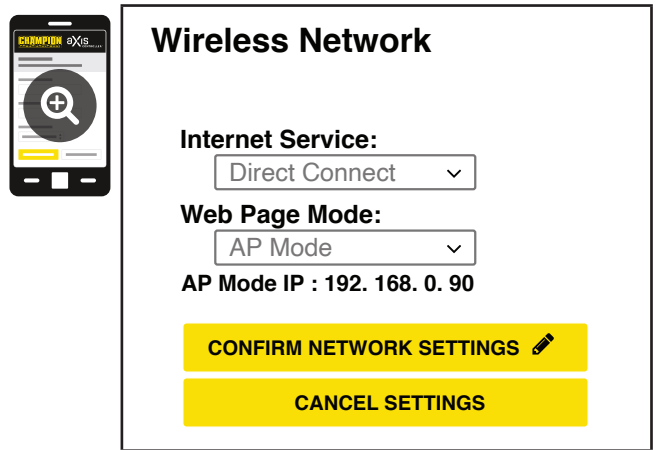 CHAMPION aXis
CONTROLLER
Wireless Network
Internet Service:
Direct Connect
Web Page Mode:
AP Mode
AP Mode IP : 192. 168. 0. 90
CONFIRM NETWORK SETTINGS
CANCEL SETTINGS